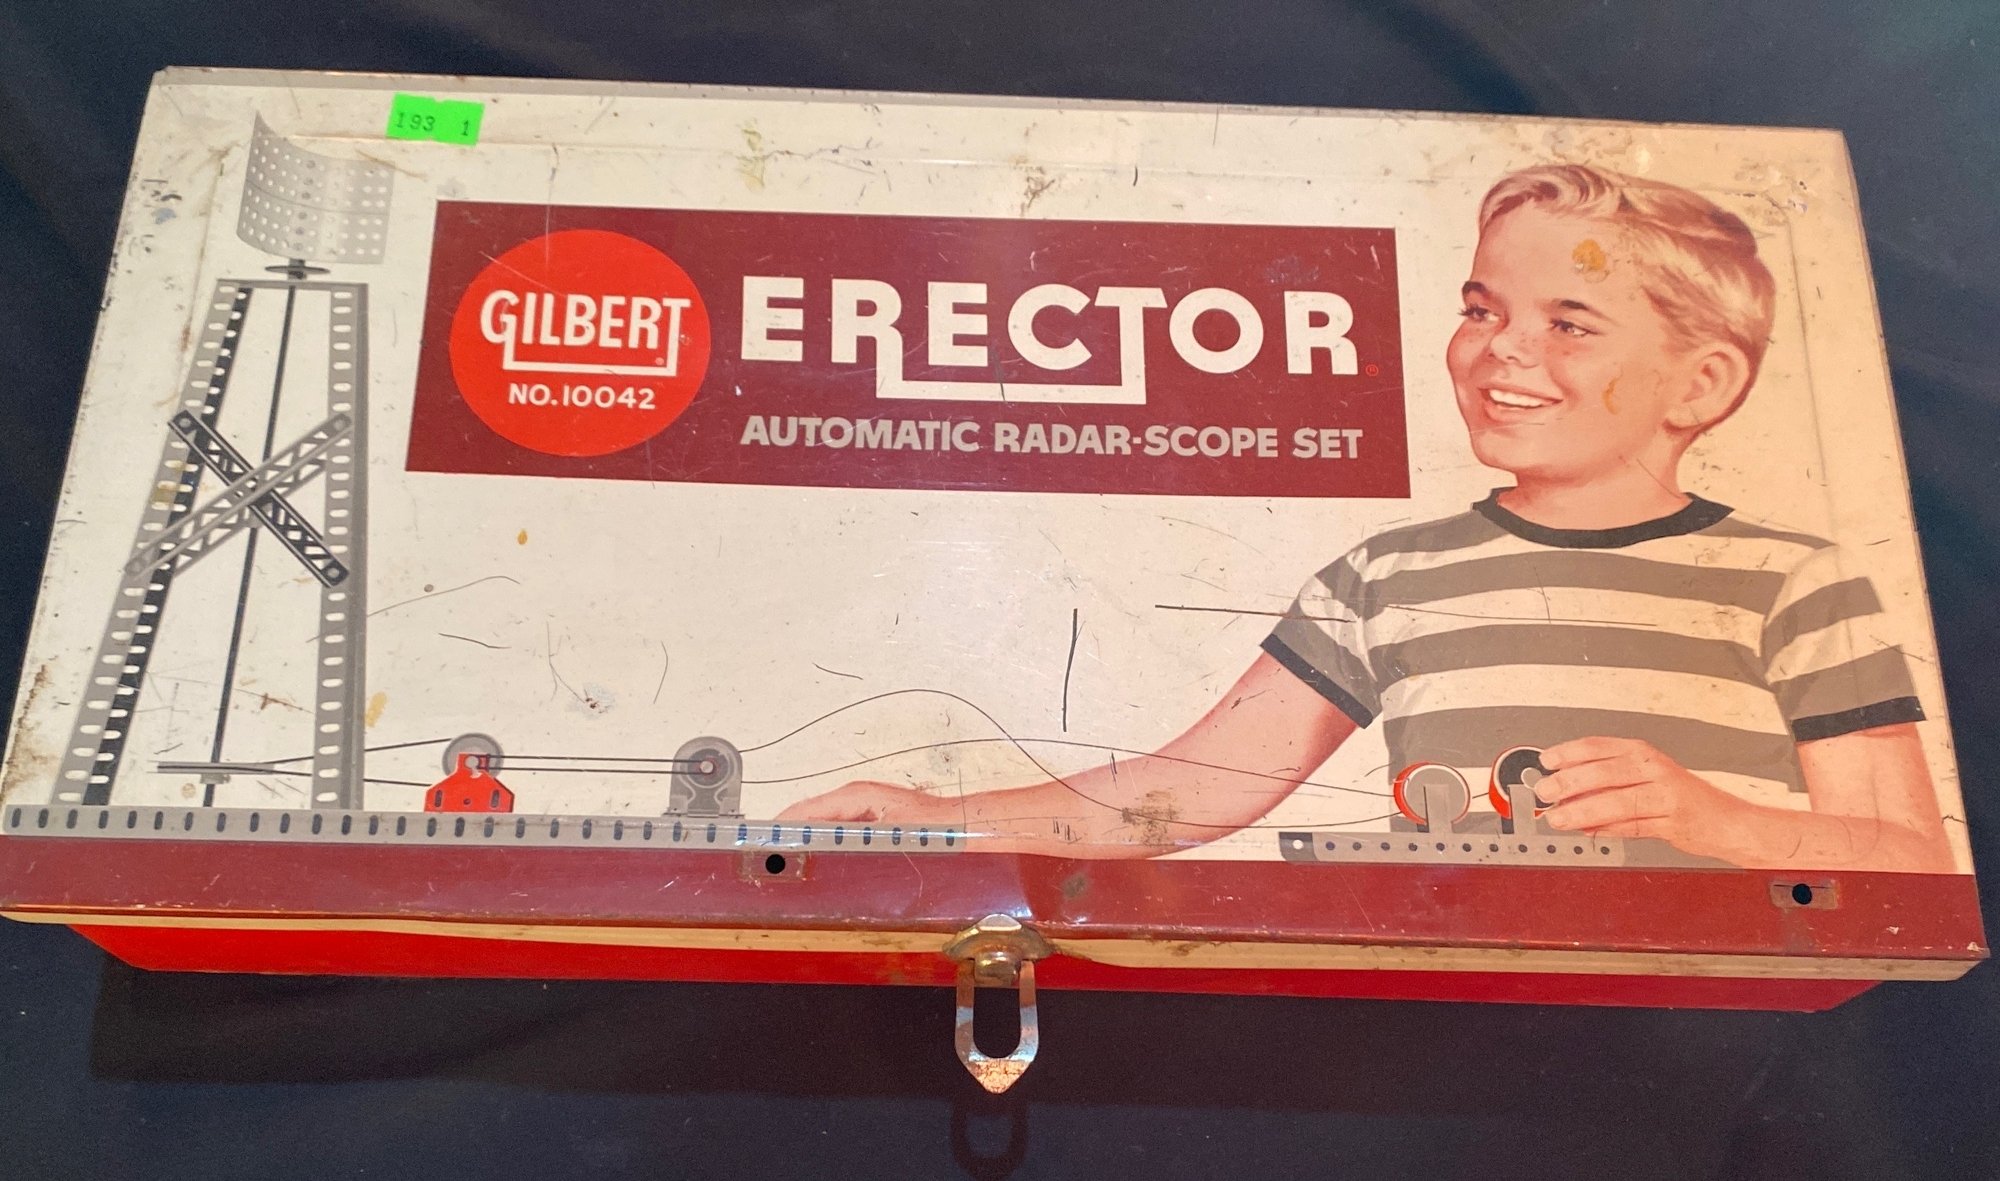 193 1
GILBERT®
NO. 10042
ERECTOR®
AUTOMATIC RADAR-SCOPE SET